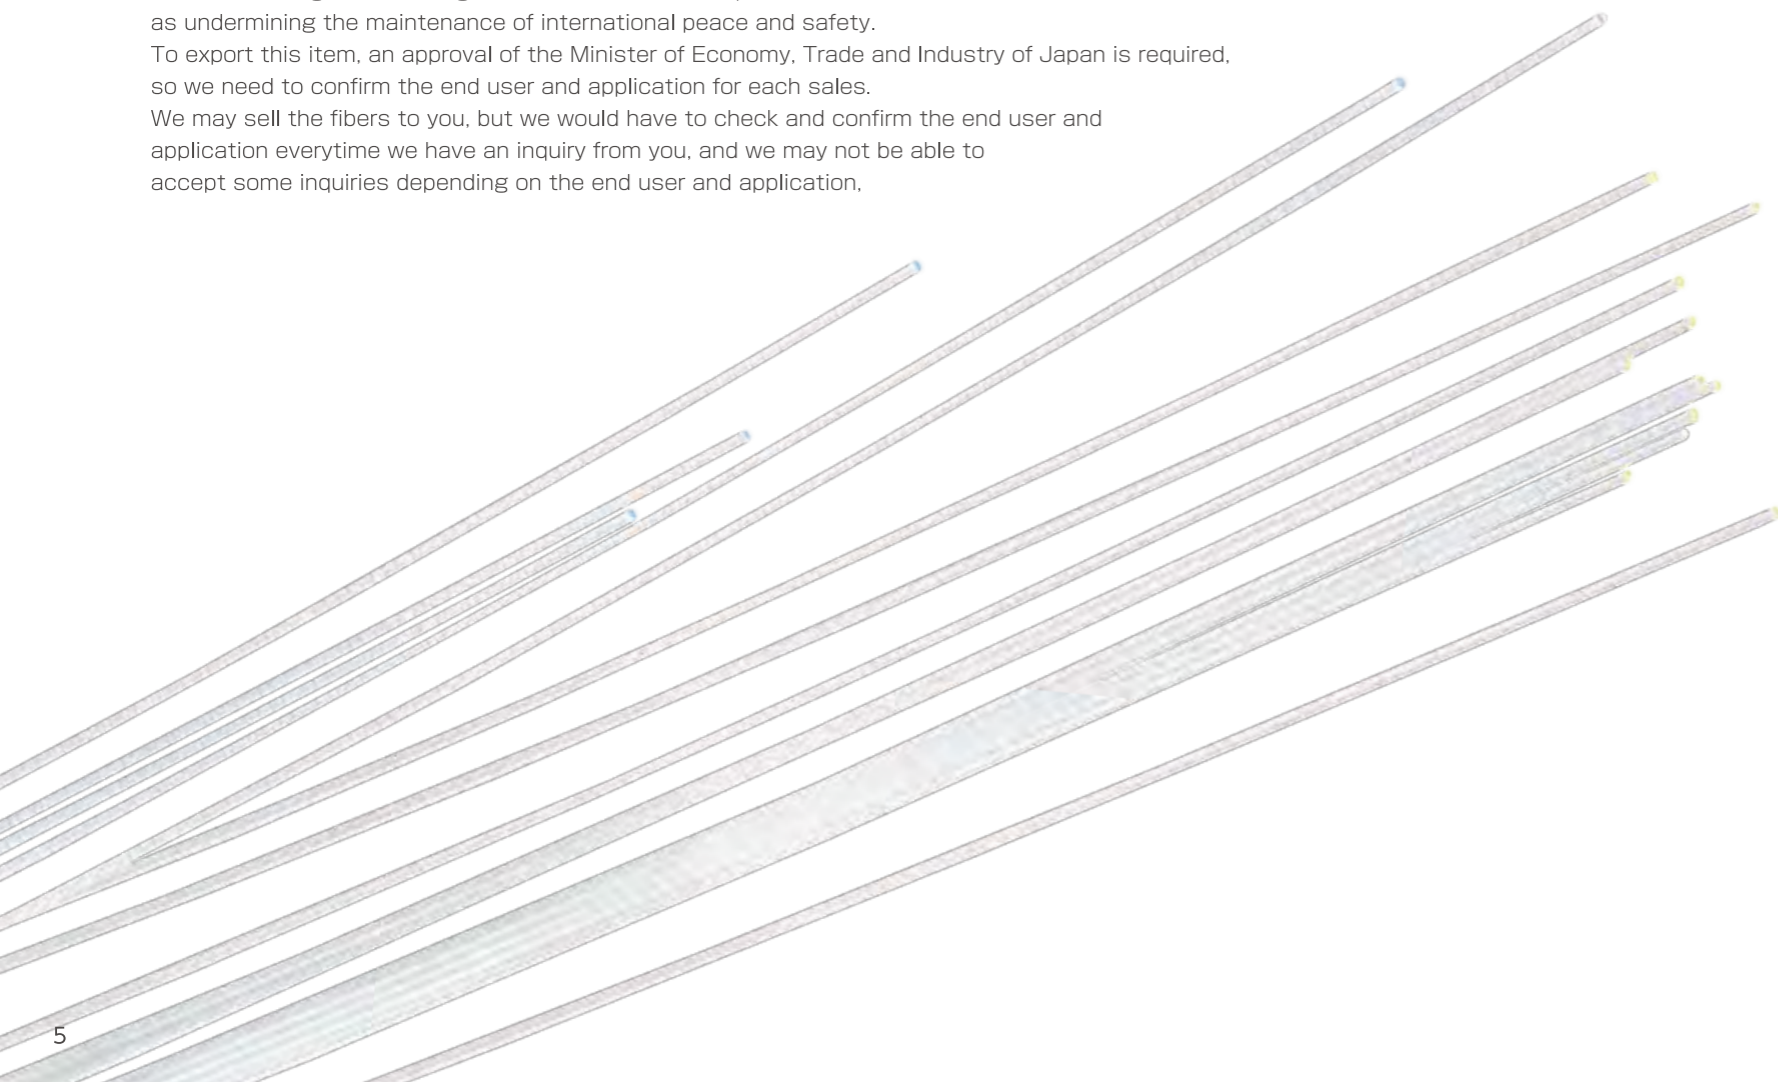 as undermining the maintenance of international peace and safety.
To export this item, an approval of the Minister of Economy, Trade and Industry of Japan is required,
so we need to confirm the end user and application for each sales.
We may sell the fibers to you, but we would have to check and confirm the end user and
application everytime we have an inquiry from you, and we may not be able to
accept some inquiries depending on the end user and application,
5